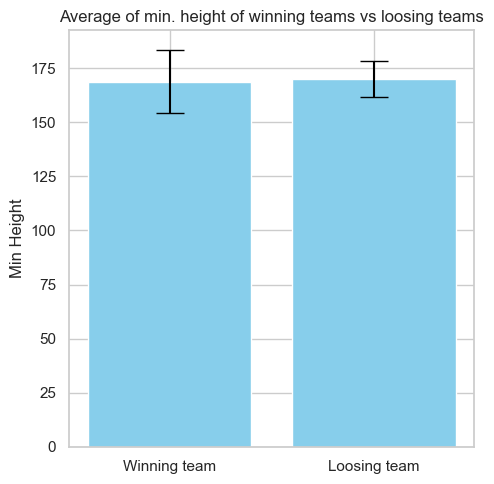 Average of min. height of winning teams vs loosing teams
175
150
125
100
75
50
25
0
Min Height
Winning team
Loosing team